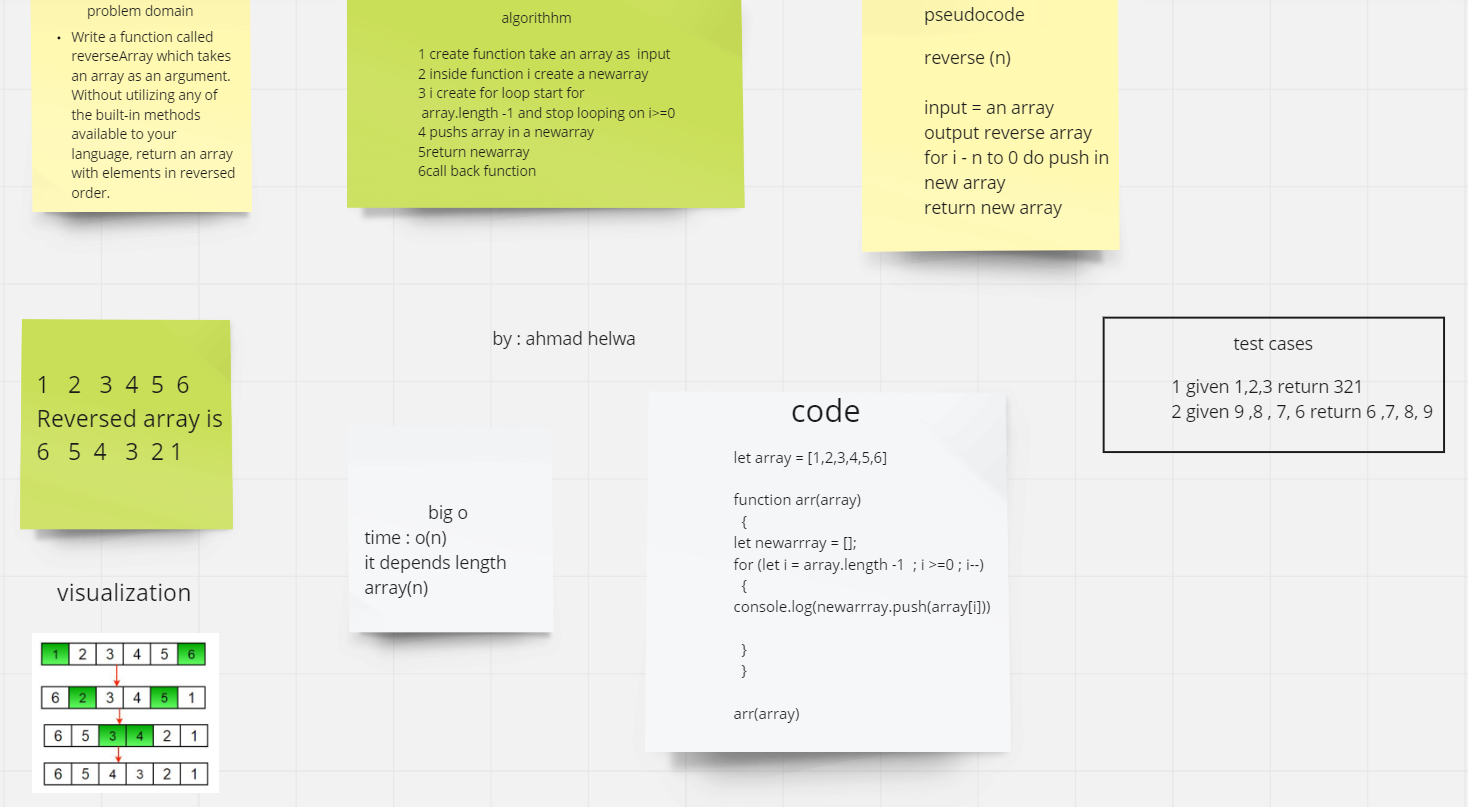 problem domain
• Write a function called
reverseArray which takes
an array as an argument.
Without utilizing any of
the built-in methods
available to your
language, return an array
with elements in reversed
order.
algorithhm
1 create function take an array as input
2 inside function i create a newarray
3 i create for loop start for
array.length -1 and stop looping on i>=0
4 pushs array in a newarray
5return newarray
6call back function
pseudocode
reverse (n)
input = an array
output reverse array
for i - n to 0 do push in
new array
return new array
1 2 3 4 5 6
Reversed array is
6 5 4 3 2 1
by : ahmad helwa
test cases
1 given 1,2,3 return 321
2 given 9 ,8 , 7, 6 return 6 ,7, 8, 9
big o
time : o(n)
it depends length
array(n)
code
let array = [1,2,3,4,5,6]
function arr(array)
{
let newarrray = [];
for (let i = array.length -1 ; i >=0 ; i--)
{
console.log(newarrray.push(array[i]))
}
}
arr(array)
visualization
1 2 3 4 5 6
6 2 3 4 5 1
6 5 3 4 2 1
6 5 4 3 2 1